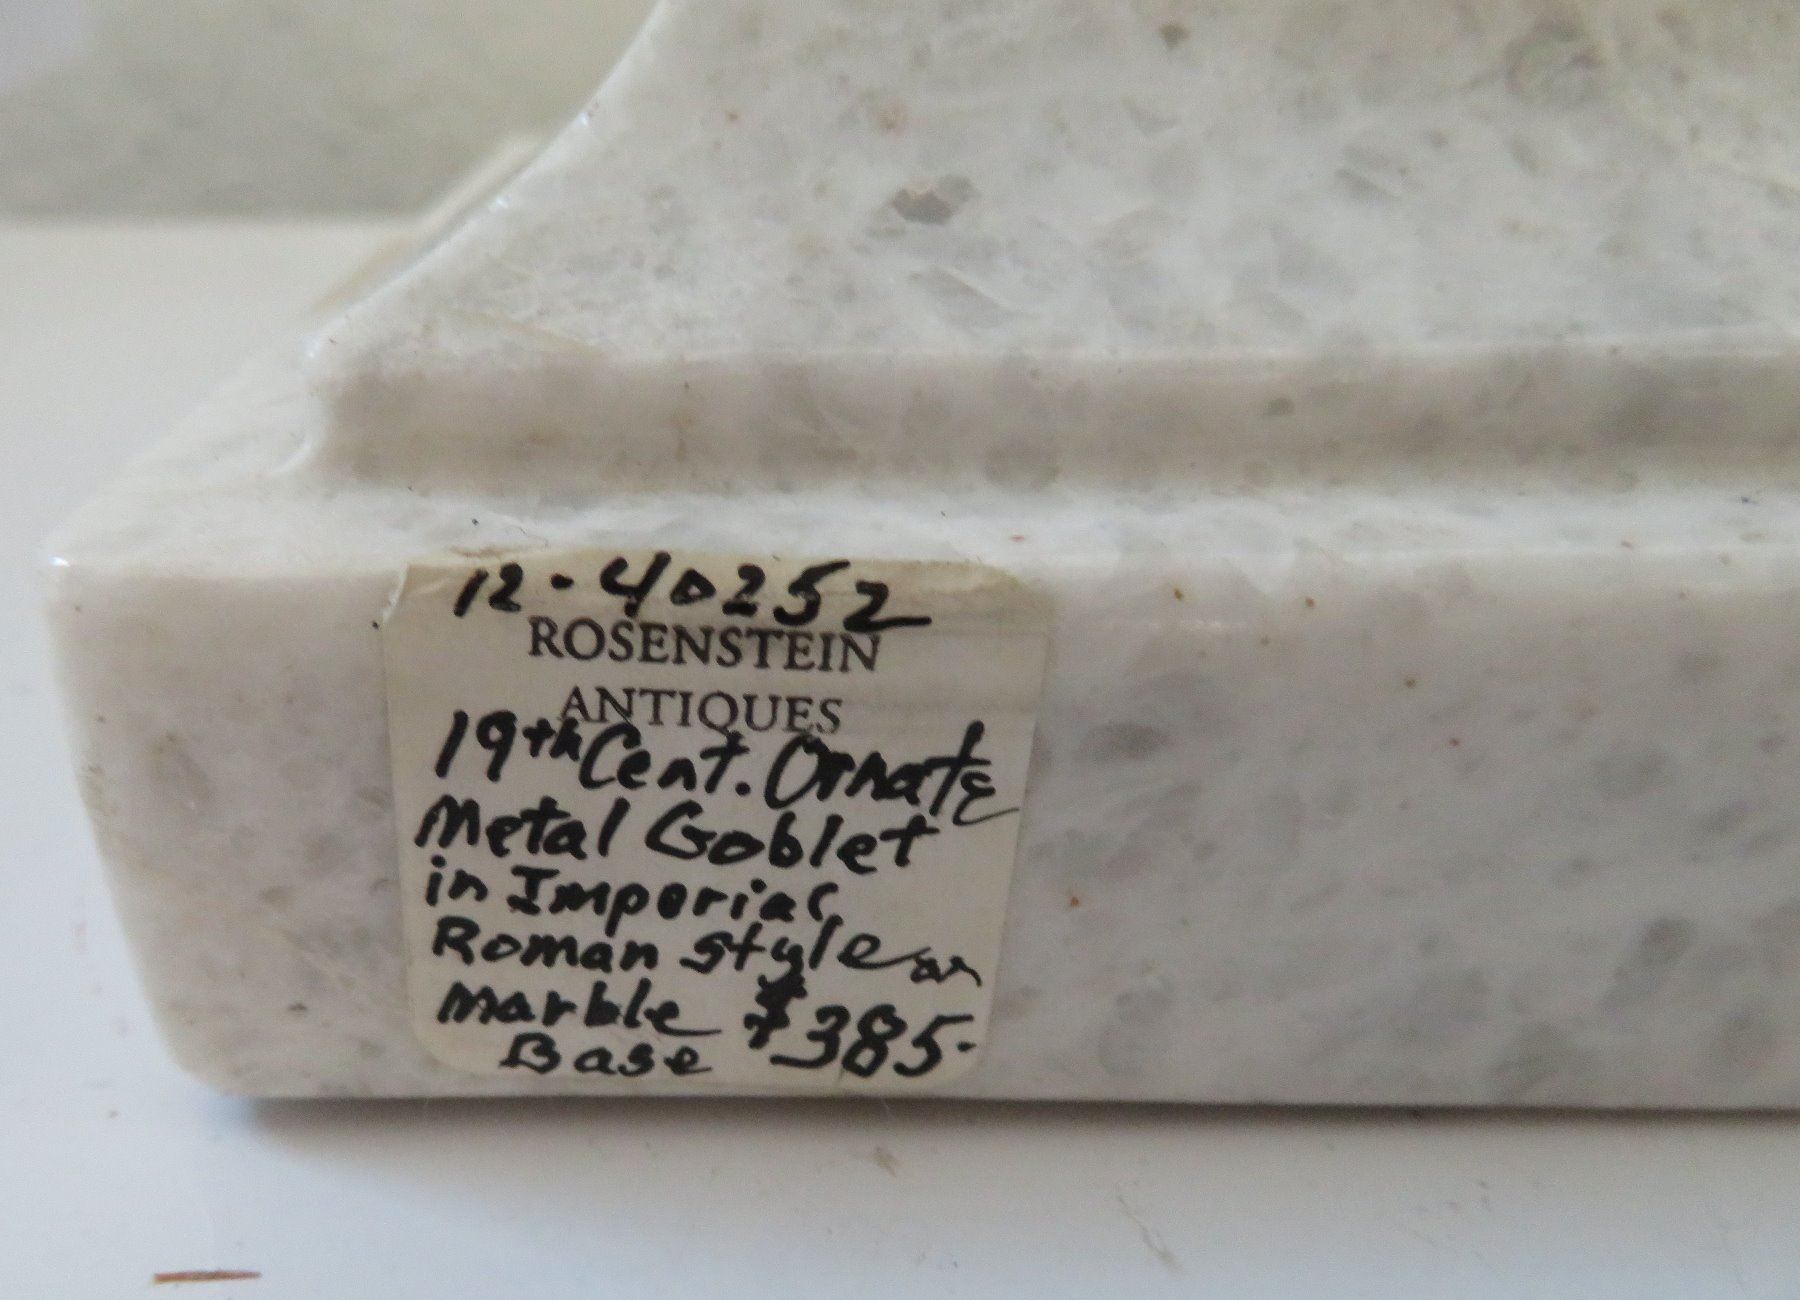 12-40252
ROSENSTEIN
ANTIQUES
19th Cent. Ornate
Metal Goblet
in Imperial
Roman style on
Marble $385.
Base